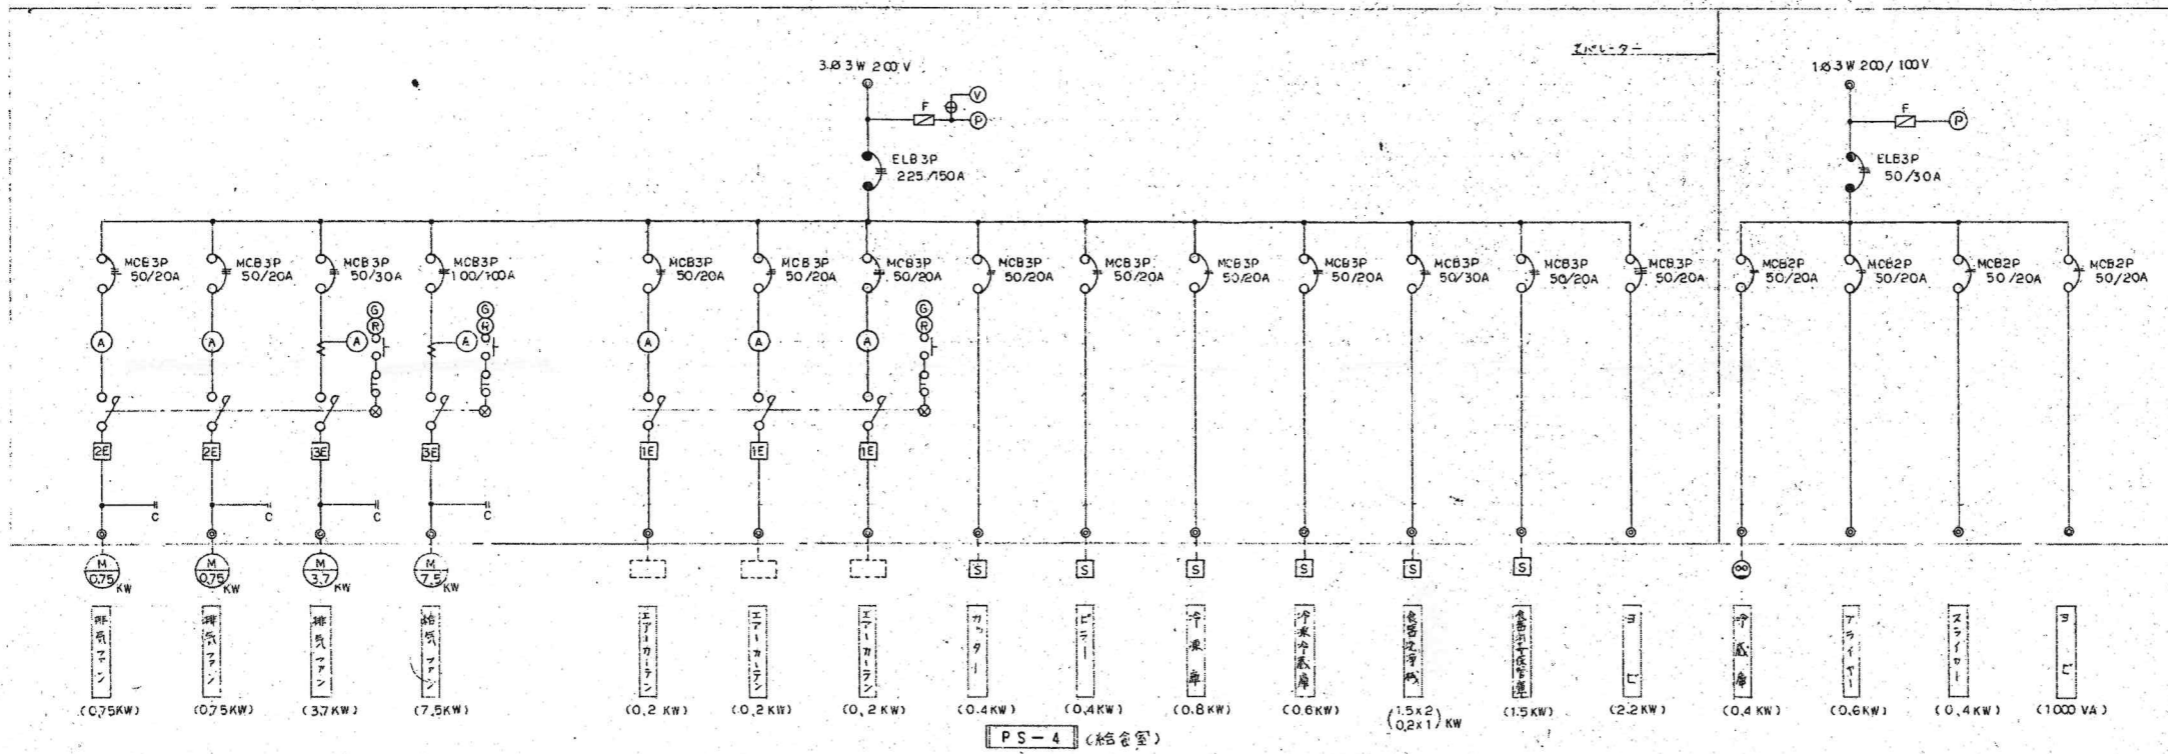 セパレーター
3Ø3W 200V
1Ø3W 200/100V
F
V
P
F
P
ELB3P
225/150A
ELB3P
50/30A
MCB3P
50/20A
MCB3P
50/20A
MCB3P
50/30A
MCB3P
100/100A
MCB3P
50/20A
MCB3P
50/20A
MCB3P
50/20A
MCB3P
50/20A
MCB3P
50/20A
MCB3P
50/20A
MCB3P
50/20A
MCB3P
50/30A
MCB3P
50/20A
MCB3P
50/20A
MCB2P
50/20A
MCB2P
50/20A
MCB2P
50/20A
MCB2P
50/20A
G
R
G
R
G
R
A
A
A
A
A
A
A
2E
2E
3E
3E
1E
1E
1E
C
C
C
C
M
0.75
KW
M
0.75
KW
M
3.7
KW
M
7.5
KW
S
S
S
S
S
S
排気ファン
排気ファン
排気ファン
給気ファン
エアーカーテン
エアーカーテン
エアーカーテン
カッター
ピラー
冷凍庫
冷凍冷蔵庫
食器洗浄機
ヨビ
冷蔵庫
フライヤー
スライサー
ヨビ
(0.75KW)
(0.75KW)
(3.7KW)
(7.5KW)
(0.2KW)
(0.2KW)
(0.2KW)
(0.4KW)
(0.4KW)
(0.8KW)
(0.6KW)
(1.5x2
0.2x1) KW
(1.5KW)
(2.2KW)
(0.4KW)
(0.6KW)
(0.4KW)
(1000VA)
PS-4 (給食室)